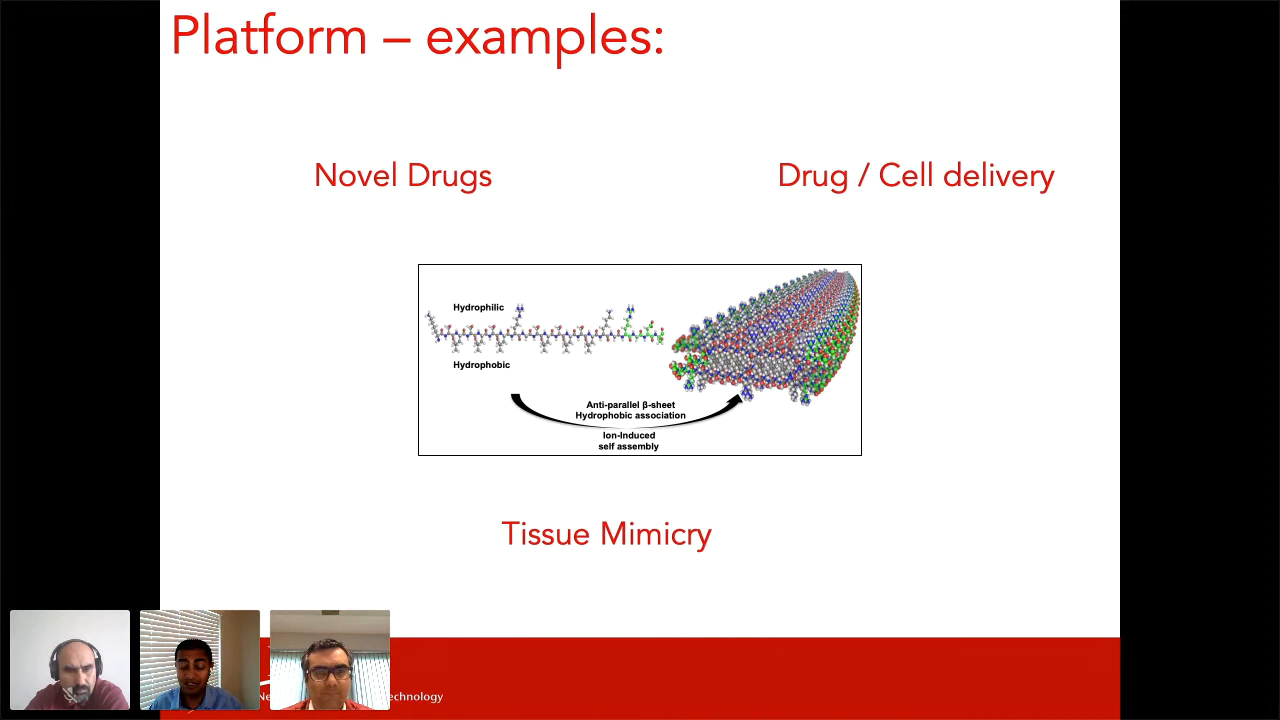 Platform – examples:
Novel Drugs
Drug / Cell delivery
Hydrophilic
Hydrophobic
Anti-parallel β-sheet
Hydrophobic association
Ion-Induced
self assembly
Tissue Mimicry